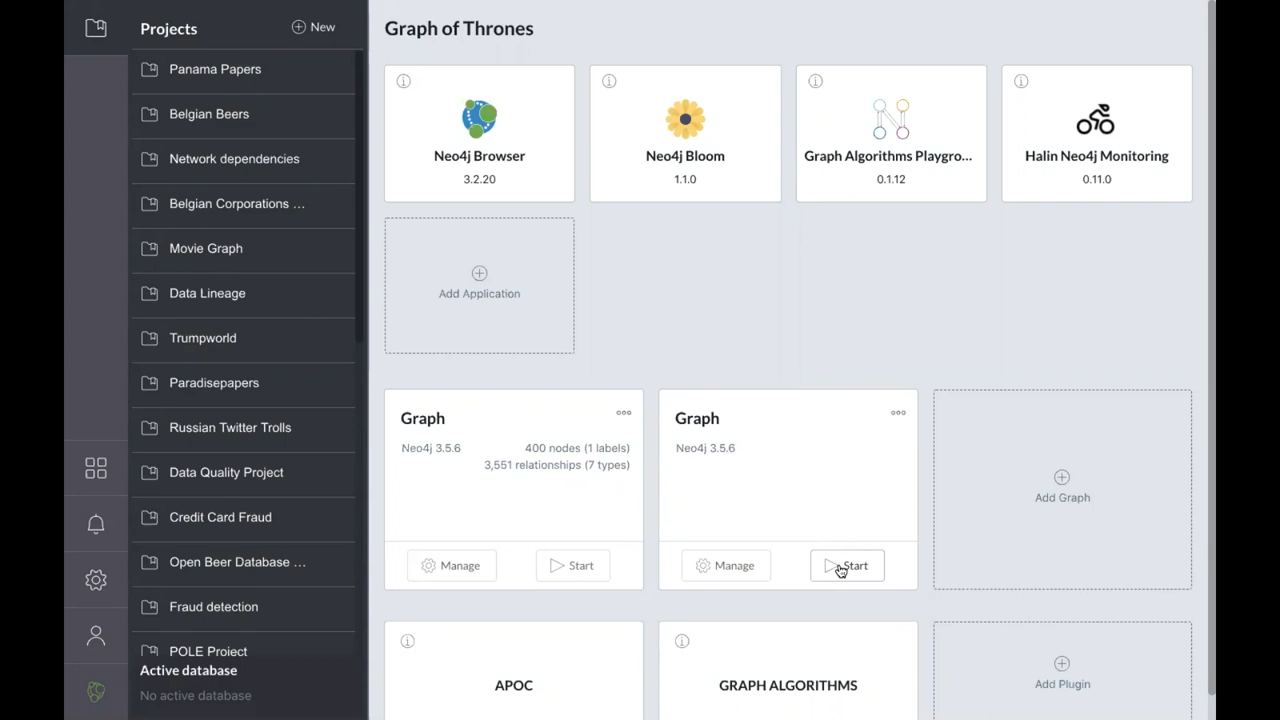 Projects
New
Panama Papers
Belgian Beers
Network dependencies
Belgian Corporations ...
Movie Graph
Data Lineage
Trumpworld
Paradisepapers
Russian Twitter Trolls
Data Quality Project
Credit Card Fraud
Open Beer Database ...
Fraud detection
POLE Project
Active database
No active database
Graph of Thrones
Neo4j Browser
3.2.20
Neo4j Bloom
1.1.0
Graph Algorithms Playgro...
0.1.12
Halin Neo4j Monitoring
0.11.0
Add Application
Graph
Neo4j 3.5.6
400 nodes (1 labels)
3,551 relationships (7 types)
Manage
Start
Graph
Neo4j 3.5.6
Manage
Start
Add Graph
APOC
GRAPH ALGORITHMS
Add Plugin